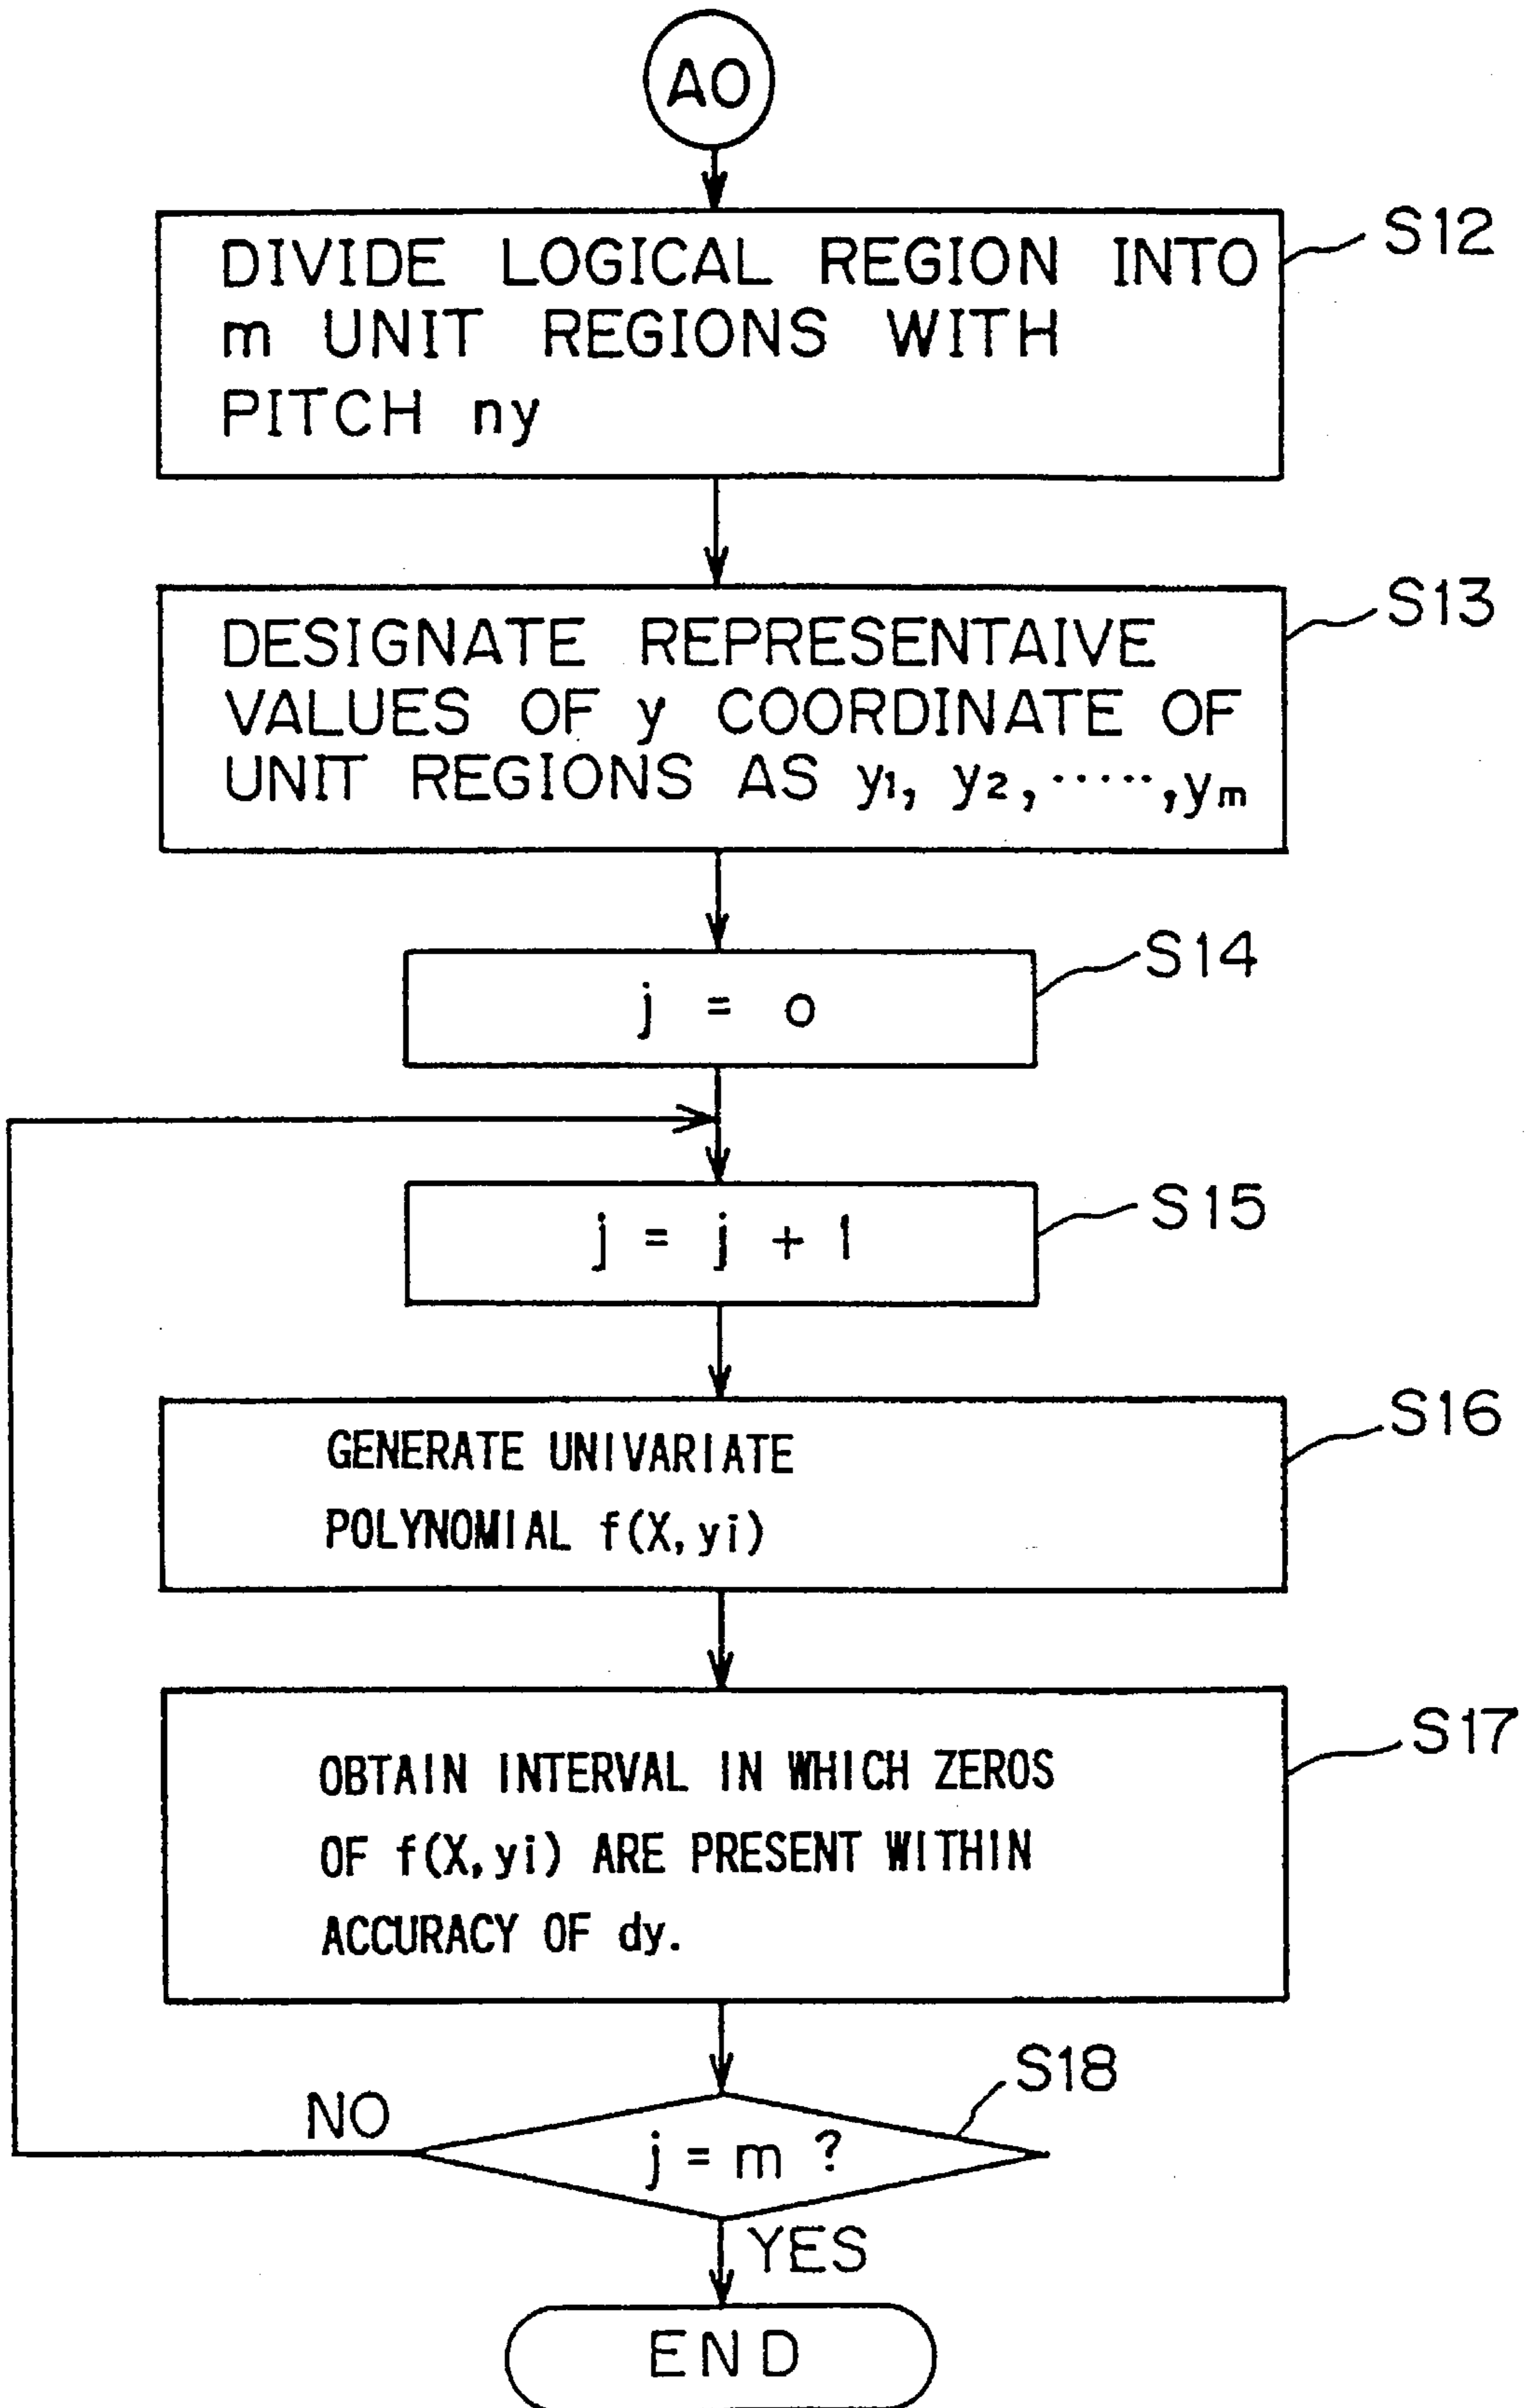 A0
S12
DIVIDE LOGICAL REGION INTO
m UNIT REGIONS WITH
PITCH ny
S13
DESIGNATE REPRESENTAIVE
VALUES OF y COORDINATE OF
UNIT REGIONS AS y1, y2, ·····, ym
S14
j = 0
S15
j = j + 1
S16
GENERATE UNIVARIATE
POLYNOMIAL f(X, yi)
S17
OBTAIN INTERVAL IN WHICH ZEROS
OF f(X, yi) ARE PRESENT WITHIN
ACCURACY OF dy.
S18
NO
j = m ?
YES
END